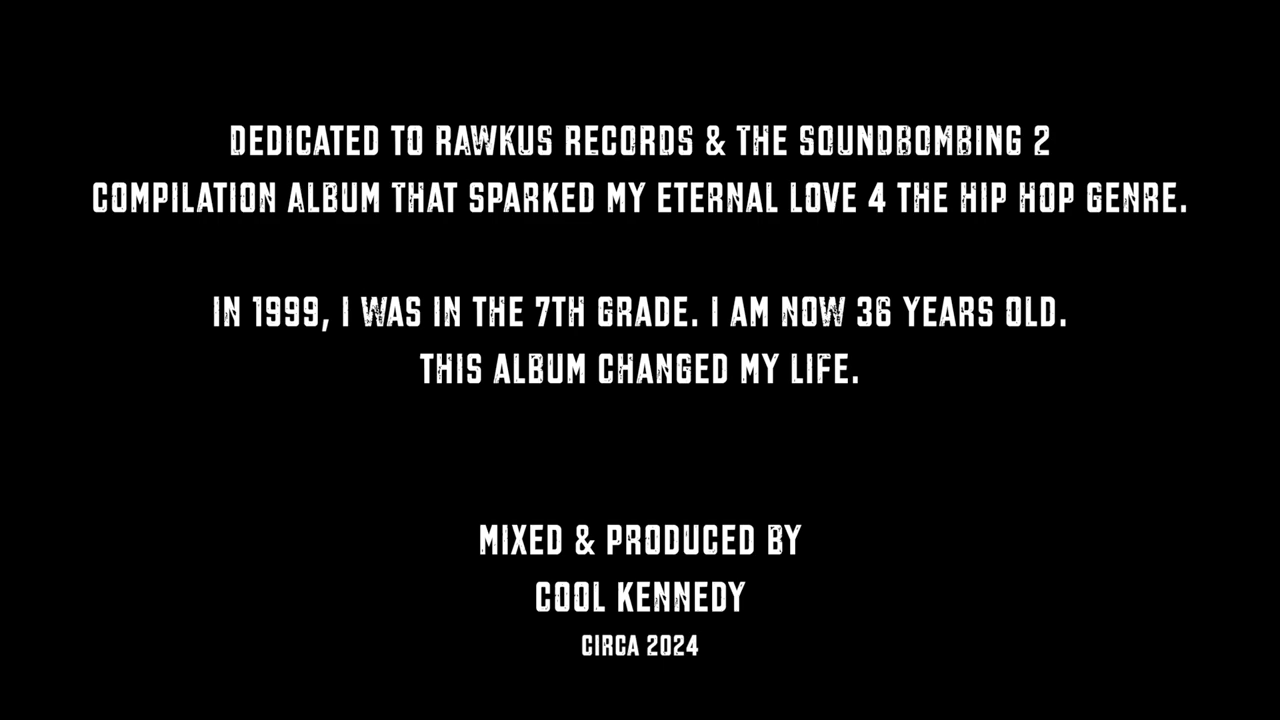 DEDICATED TO RAWKUS RECORDS & THE SOUNDBOMBING 2
COMPILATION ALBUM THAT SPARKED MY ETERNAL LOVE 4 THE HIP HOP GENRE.
IN 1999, I WAS IN THE 7TH GRADE. I AM NOW 36 YEARS OLD.
THIS ALBUM CHANGED MY LIFE.
MIXED & PRODUCED BY
COOL KENNEDY
CIRCA 2024